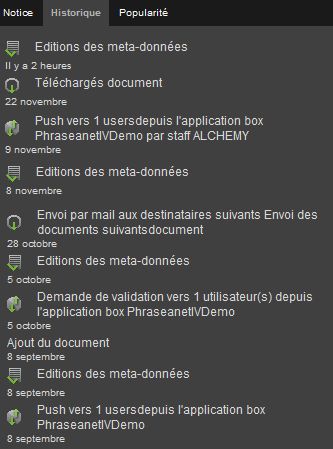 Notice Historique Popularité
Editions des meta-données
Il y a 2 heures
Téléchargés document
22 novembre
Push vers 1 usersdepuis l'application box
PhraseanetIVDemo par staff ALCHEMY
9 novembre
Editions des meta-données
8 novembre
Envoi par mail aux destinataires suivants Envoi des
documents suivantsdocument
28 octobre
Editions des meta-données
5 octobre
Demande de validation vers 1 utilisateur(s) depuis
l'application box PhraseanetIVDemo
5 octobre
Ajout du document
8 septembre
Editions des meta-données
8 septembre
Push vers 1 usersdepuis l'application box
PhraseanetIVDemo
8 septembre